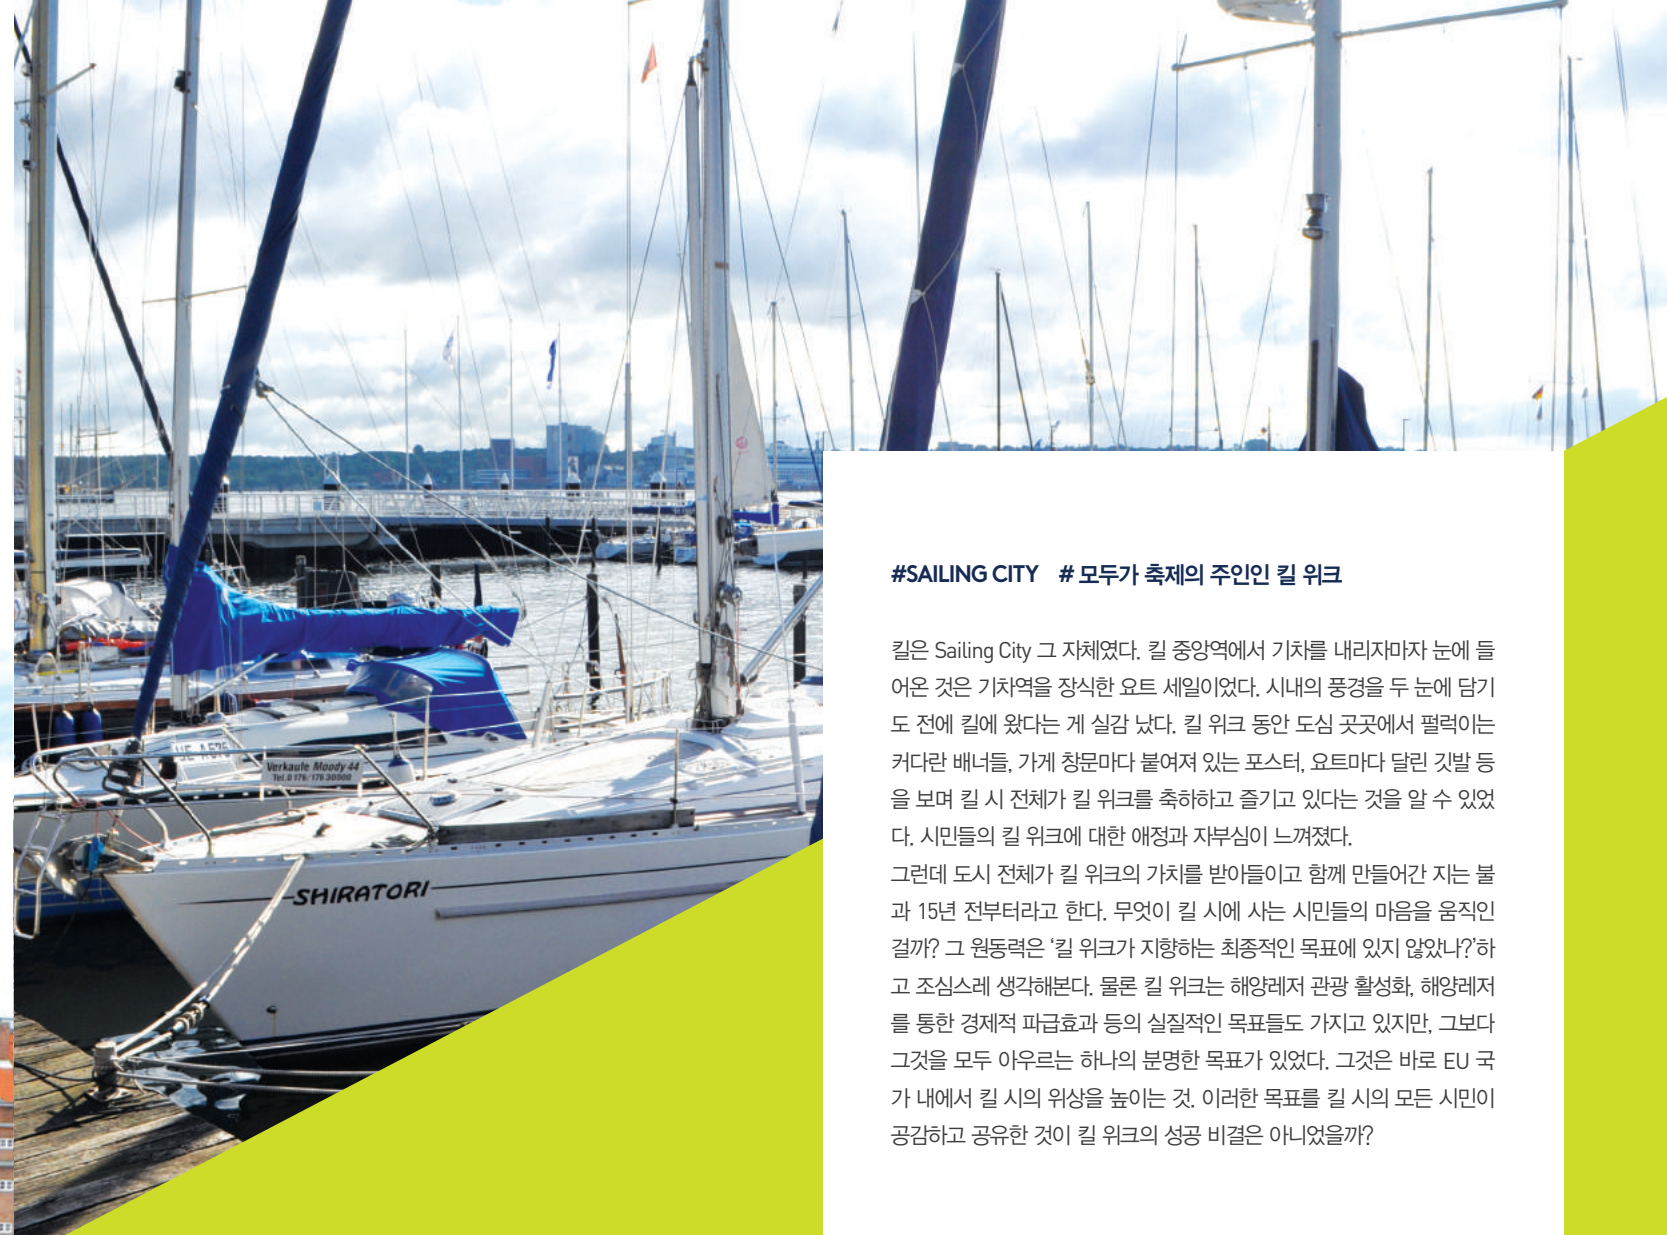 #SAILING CITY # 모두가 축제의 주인인 킬 위크
킬은 Sailing City 그 자체였다. 킬 중앙역에서 기차를 내리자마자 눈에 들
어온 것은 기차역을 장식한 요트 세일이었다. 시내의 풍경을 두 눈에 담기
도 전에 킬에 왔다는 게 실감 났다. 킬 위크 동안 도심 곳곳에서 펄럭이는
커다란 배너들, 가게 창문마다 붙여져 있는 포스터, 요트마다 달린 깃발 등
을 보며 킬 시 전체가 킬 위크를 축하하고 즐기고 있다는 것을 알 수 있었
다. 시민들의 킬 위크에 대한 애정과 자부심이 느껴졌다.
그런데 도시 전체가 킬 위크의 가치를 받아들이고 함께 만들어간 지는 불
과 15년 전부터라고 한다. 무엇이 킬 시에 사는 시민들의 마음을 움직인
걸까? 그 원동력은 ‘킬 위크가 지향하는 최종적인 목표에 있지 않았나?’하
고 조심스레 생각해본다. 물론 킬 위크는 해양레저 관광 활성화, 해양레저
를 통한 경제적 파급효과 등의 실질적인 목표들도 가지고 있지만, 그보다
그것을 모두 아우르는 하나의 분명한 목표가 있었다. 그것은 바로 EU 국
가 내에서 킬 시의 위상을 높이는 것. 이러한 목표를 킬 시의 모든 시민이
공감하고 공유한 것이 킬 위크의 성공 비결은 아니었을까?
Verkaufe Moody 44
Tel. 0 176/176 30000
SHIRATORI